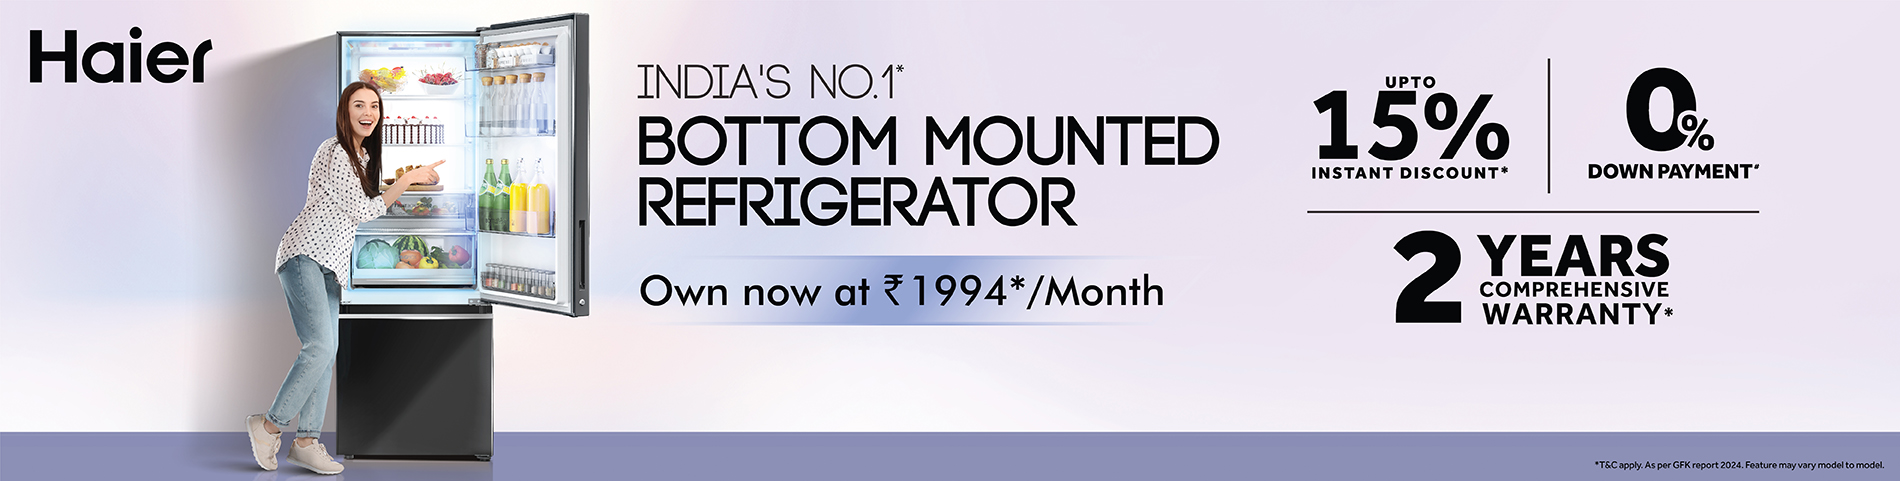 Haier
INDIA'S NO.1*
BOTTOM MOUNTED
REFRIGERATOR
Own now at ₹1994*/Month
UPTO
15%
INSTANT DISCOUNT*
0%
DOWN PAYMENT*
2 YEARS
COMPREHENSIVE
WARRANTY*
*T&C apply. As per GFK report 2024. Feature may vary model to model.